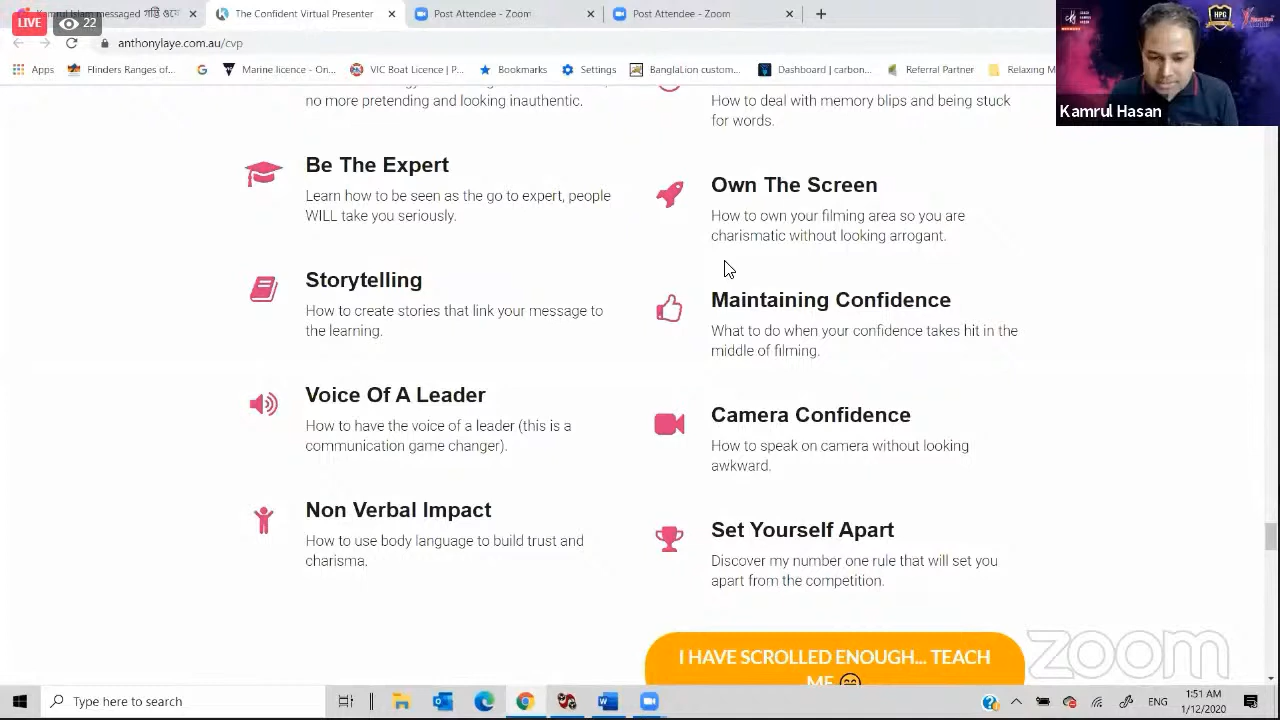 LIVE
22
Kamrul Islam messaged
The Confident Virtual Presenter
Post Attendee - Zoom
Post Attendee - Zoom
anthonylaye.com.au/cvp
Apps
Flinders Ranges of...
Marine licence - On...
VIC Boat Licence |
Bookmarks
Settings
BanglaLion custom...
Dashboard | carbon...
Referral Partner
Relaxing
HPG
Kamrul Hasan
no more pretending and looking inauthentic.
How to deal with memory blips and being stuck
for words.
Be The Expert
Learn how to be seen as the go to expert, people
WILL take you seriously.
Own The Screen
How to own your filming area so you are
charismatic without looking arrogant.
Storytelling
How to create stories that link your message to
the learning.
Maintaining Confidence
What to do when your confidence takes hit in the
middle of filming.
Voice Of A Leader
How to have the voice of a leader (this is a
communication game changer).
Camera Confidence
How to speak on camera without looking
awkward.
Non Verbal Impact
How to use body language to build trust and
charisma.
Set Yourself Apart
Discover my number one rule that will set you
apart from the competition.
I HAVE SCROLLED ENOUGH... TEACH
ME
zoom
Type here to search
ENG
1:51 AM
1/12/2020